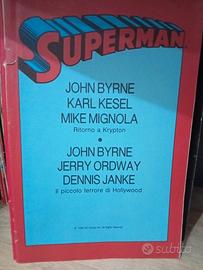 SUPERMAN
JOHN BYRNE
KARL KESEL
MIKE MIGNOLA
Ritorno a Krypton
JOHN BYRNE
JERRY ORDWAY
DENNIS JANKE
Il piccolo terrore di Hollywood
subito